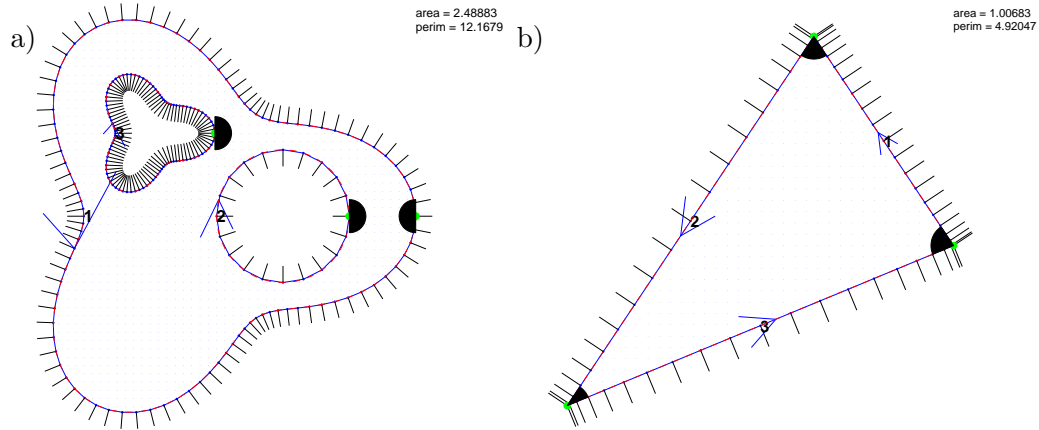 a)
area = 2.48883
perim = 12.1679
3
1
2
b)
area = 1.00683
perim = 4.92047
1
2
3